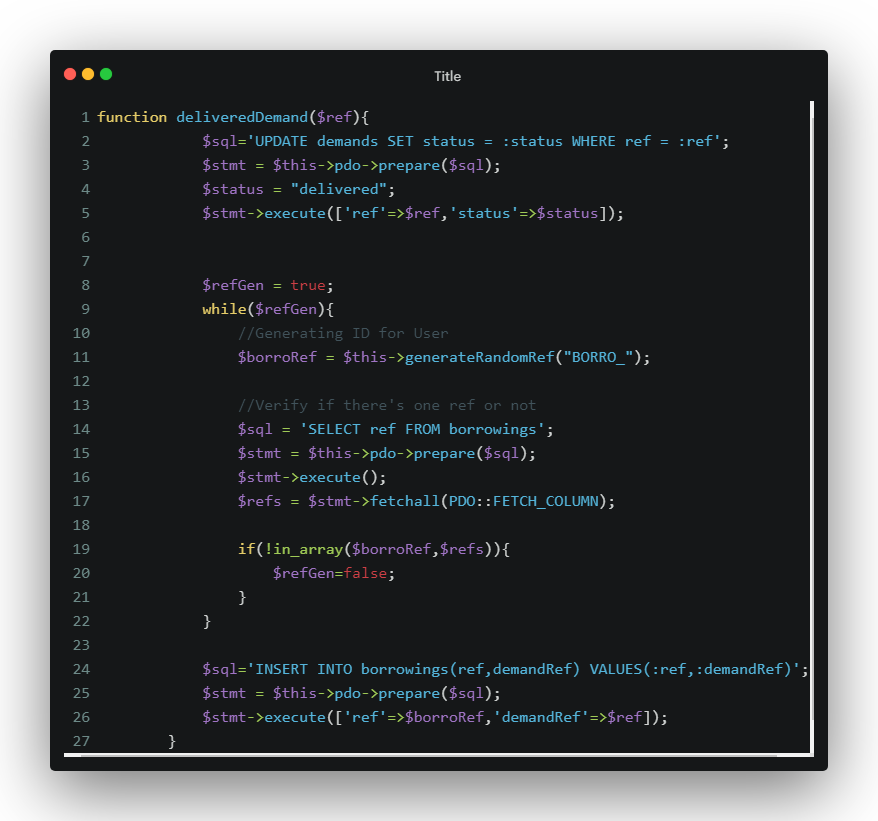 Title
1 function deliveredDemand($ref){
2 $sql='UPDATE demands SET status = :status WHERE ref = :ref';
3 $stmt = $this->pdo->prepare($sql);
4 $status = "delivered";
5 $stmt->execute(['ref'=>$ref,'status'=>$status]);
6
7
8 $refGen = true;
9 while($refGen){
10 //Generating ID for User
11 $borroRef = $this->generateRandomRef("BORRO_");
12
13 //Verify if there's one ref or not
14 $sql = 'SELECT ref FROM borrowings';
15 $stmt = $this->pdo->prepare($sql);
16 $stmt->execute();
17 $refs = $stmt->fetchall(PDO::FETCH_COLUMN);
18
19 if(!in_array($borroRef,$refs)){
20 $refGen=false;
21 }
22 }
23
24 $sql='INSERT INTO borrowings(ref,demandRef) VALUES(:ref,:demandRef)';
25 $stmt = $this->pdo->prepare($sql);
26 $stmt->execute(['ref'=>$borroRef,'demandRef'=>$ref]);
27 }